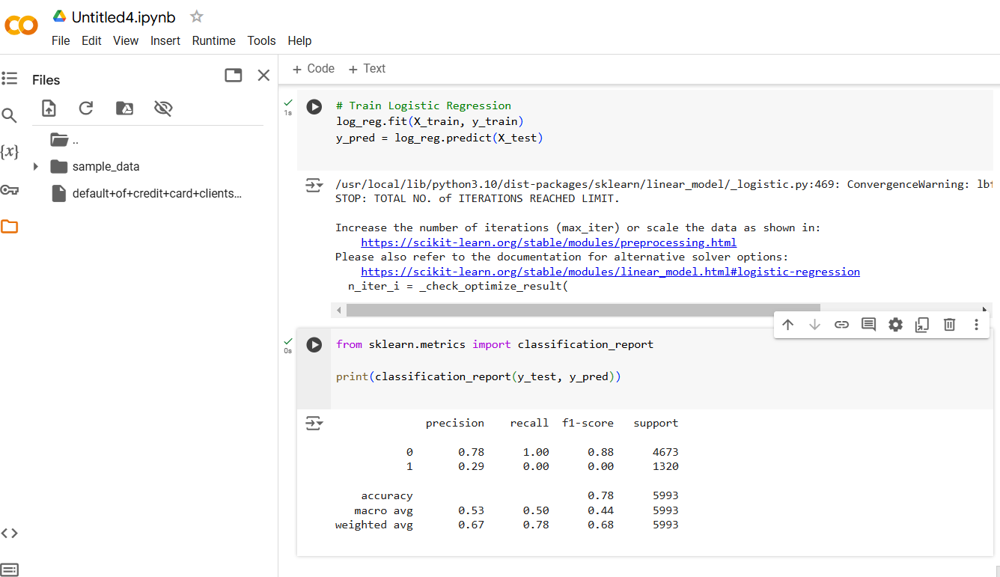 Untitled4.ipynb
File Edit View Insert Runtime Tools Help
Files
+ Code + Text
..
sample_data
default+of+credit+card+clients...
{x}
1s
# Train Logistic Regression
log_reg.fit(X_train, y_train)
y_pred = log_reg.predict(X_test)
/usr/local/lib/python3.10/dist-packages/sklearn/linear_model/_logistic.py:469: ConvergenceWarning:
STOP: TOTAL NO. of ITERATIONS REACHED LIMIT.
Increase the number of iterations (max_iter) or scale the data as shown in:
https://scikit-learn.org/stable/modules/preprocessing.html
Please also refer to the documentation for alternative solver options:
https://scikit-learn.org/stable/modules/linear_model.html#logistic-regression
n_iter_i = _check_optimize_result(
0s
from sklearn.metrics import classification_report
print(classification_report(y_test, y_pred))
precision recall f1-score support
0 0.78 1.00 0.88 4673
1 0.29 0.00 0.00 1320
accuracy 0.78 5993
macro avg 0.53 0.50 0.44 5993
weighted avg 0.67 0.78 0.68 5993